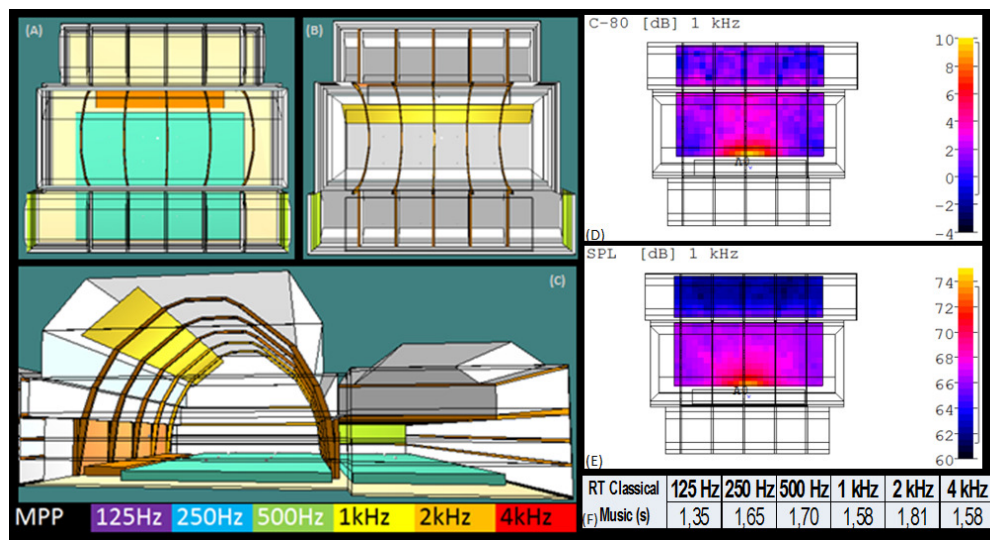 (A)
(B)
(C)
MPP 125Hz 250Hz 500Hz 1kHz 2kHz 4kHz
C-80 [dB] 1 kHz
10
8
6
4
2
0
-2
-4
(D)
SPL [dB] 1 kHz
74
72
70
68
66
64
62
60
(E)
RT Classical 125 Hz 250 Hz 500 Hz 1 kHz 2 kHz 4 kHz
(F) Music (s) 1,35 1,65 1,70 1,58 1,81 1,58